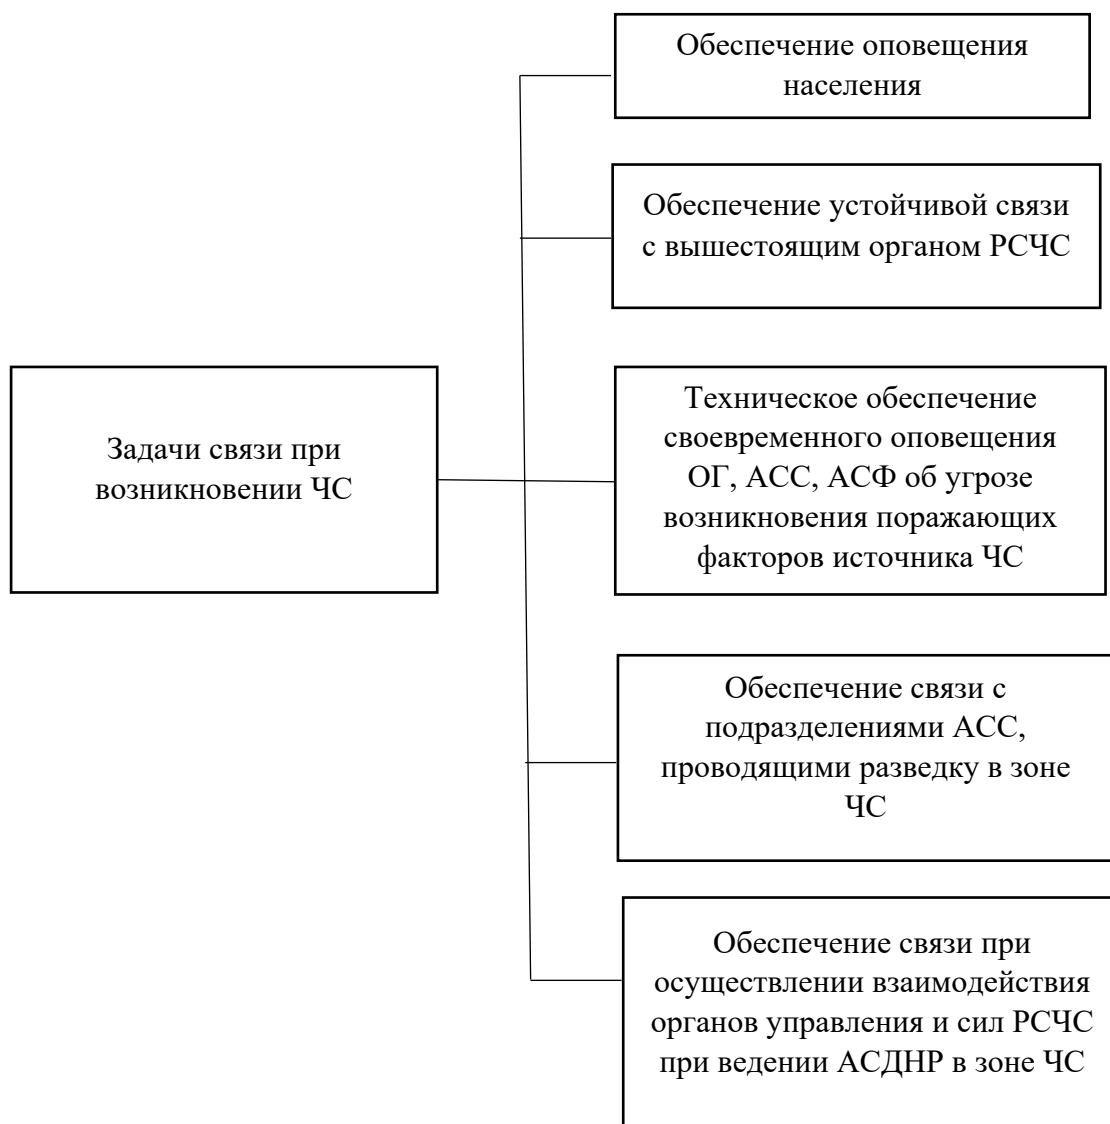 Обеспечение оповещения
населения
Обеспечение устойчивой связи
с вышестоящим органом РСЧС
Задачи связи при
возникновении ЧС
Техническое обеспечение
своевременного оповещения
ОГ, АСС, АСФ об угрозе
возникновения поражающих
факторов источника ЧС
Обеспечение связи с
подразделениями АСС,
проводящими разведку в зоне
ЧС
Обеспечение связи при
осуществлении взаимодействия
органов управления и сил РСЧС
при ведении АСДНР в зоне ЧС